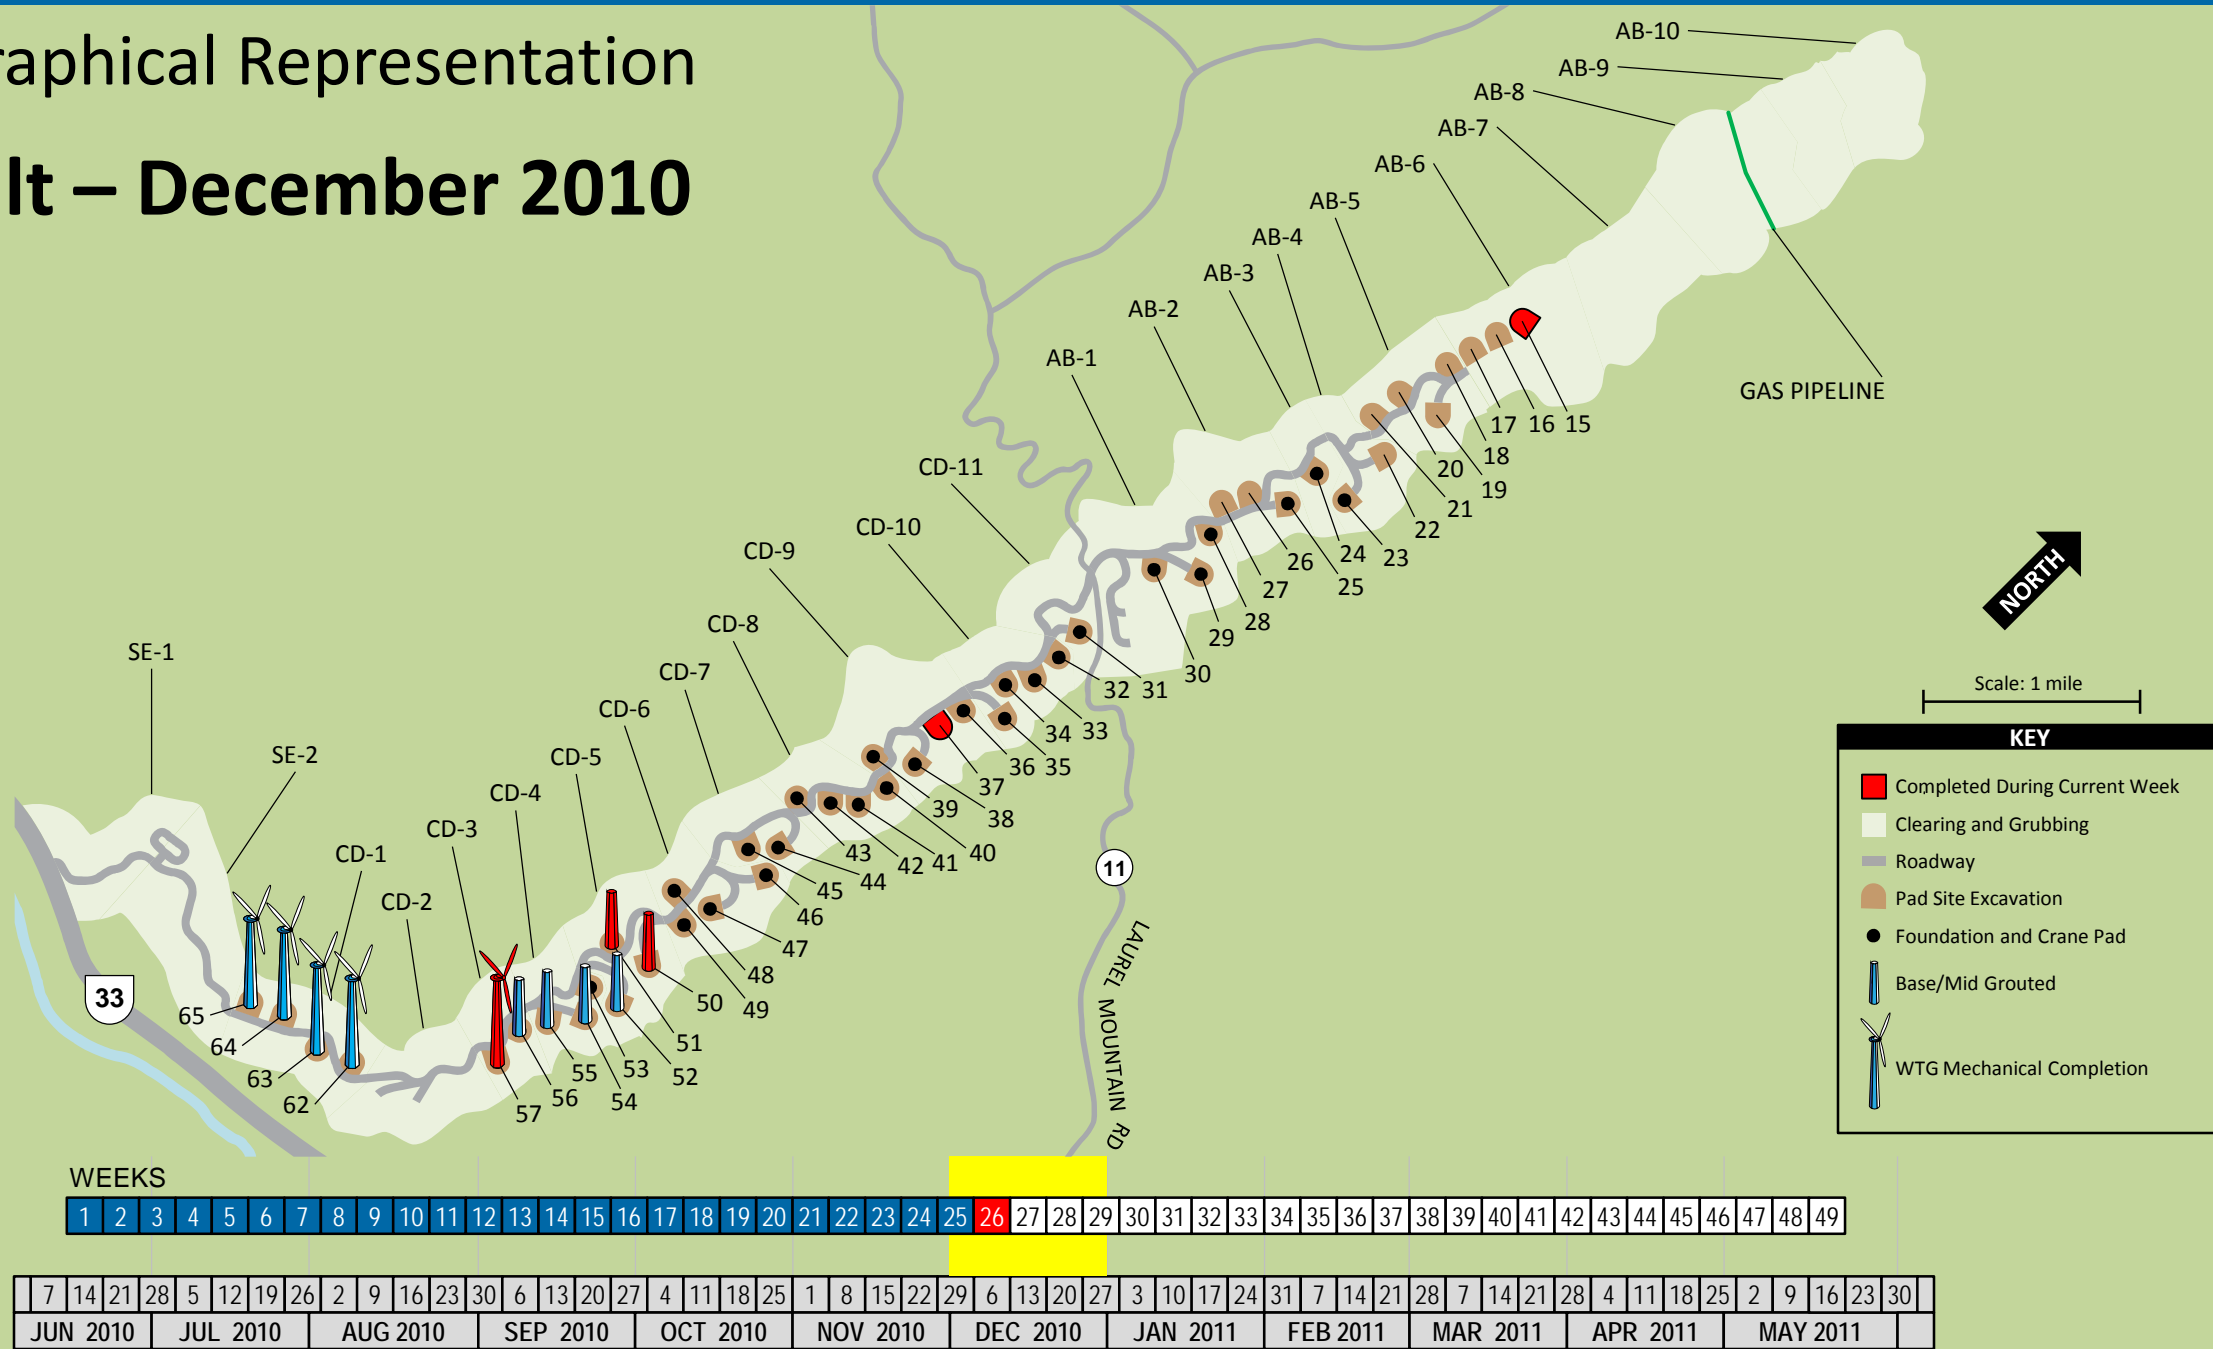 raphical Representation
lt – December 2010
AB-10
AB-9
AB-8
AB-7
AB-6
AB-5
AB-4
AB-3
AB-2
AB-1
CD-11
CD-10
CD-9
CD-8
CD-7
CD-6
CD-5
CD-4
CD-3
CD-2
CD-1
SE-2
SE-1
GAS PIPELINE
17 16 15
18
20
19
21
22
23
24
26
25
27
28
29
30
31
32
33
34
35
36
37
38
39
40
41
42
43
44
45
46
47
48
49
50
51
52
53
54
55
56
57
62
63
64
65
33
11
LAUREL MOUNTAIN RD
NORTH
Scale: 1 mile
KEY
Completed During Current Week
Clearing and Grubbing
Roadway
Pad Site Excavation
Foundation and Crane Pad
Base/Mid Grouted
WTG Mechanical Completion
WEEKS
1 2 3 4 5 6 7 8 9 10 11 12 13 14 15 16 17 18 19 20 21 22 23 24 25 26 27 28 29 30 31 32 33 34 35 36 37 38 39 40 41 42 43 44 45 46 47 48 49
7 14 21 28 5 12 19 26 2 9 16 23 30 6 13 20 27 4 11 18 25 1 8 15 22 29 6 13 20 27 3 10 17 24 31 7 14 21 28 7 14 21 28 4 11 18 25 2 9 16 23 30
JUN 2010 JUL 2010 AUG 2010 SEP 2010 OCT 2010 NOV 2010 DEC 2010 JAN 2011 FEB 2011 MAR 2011 APR 2011 MAY 2011